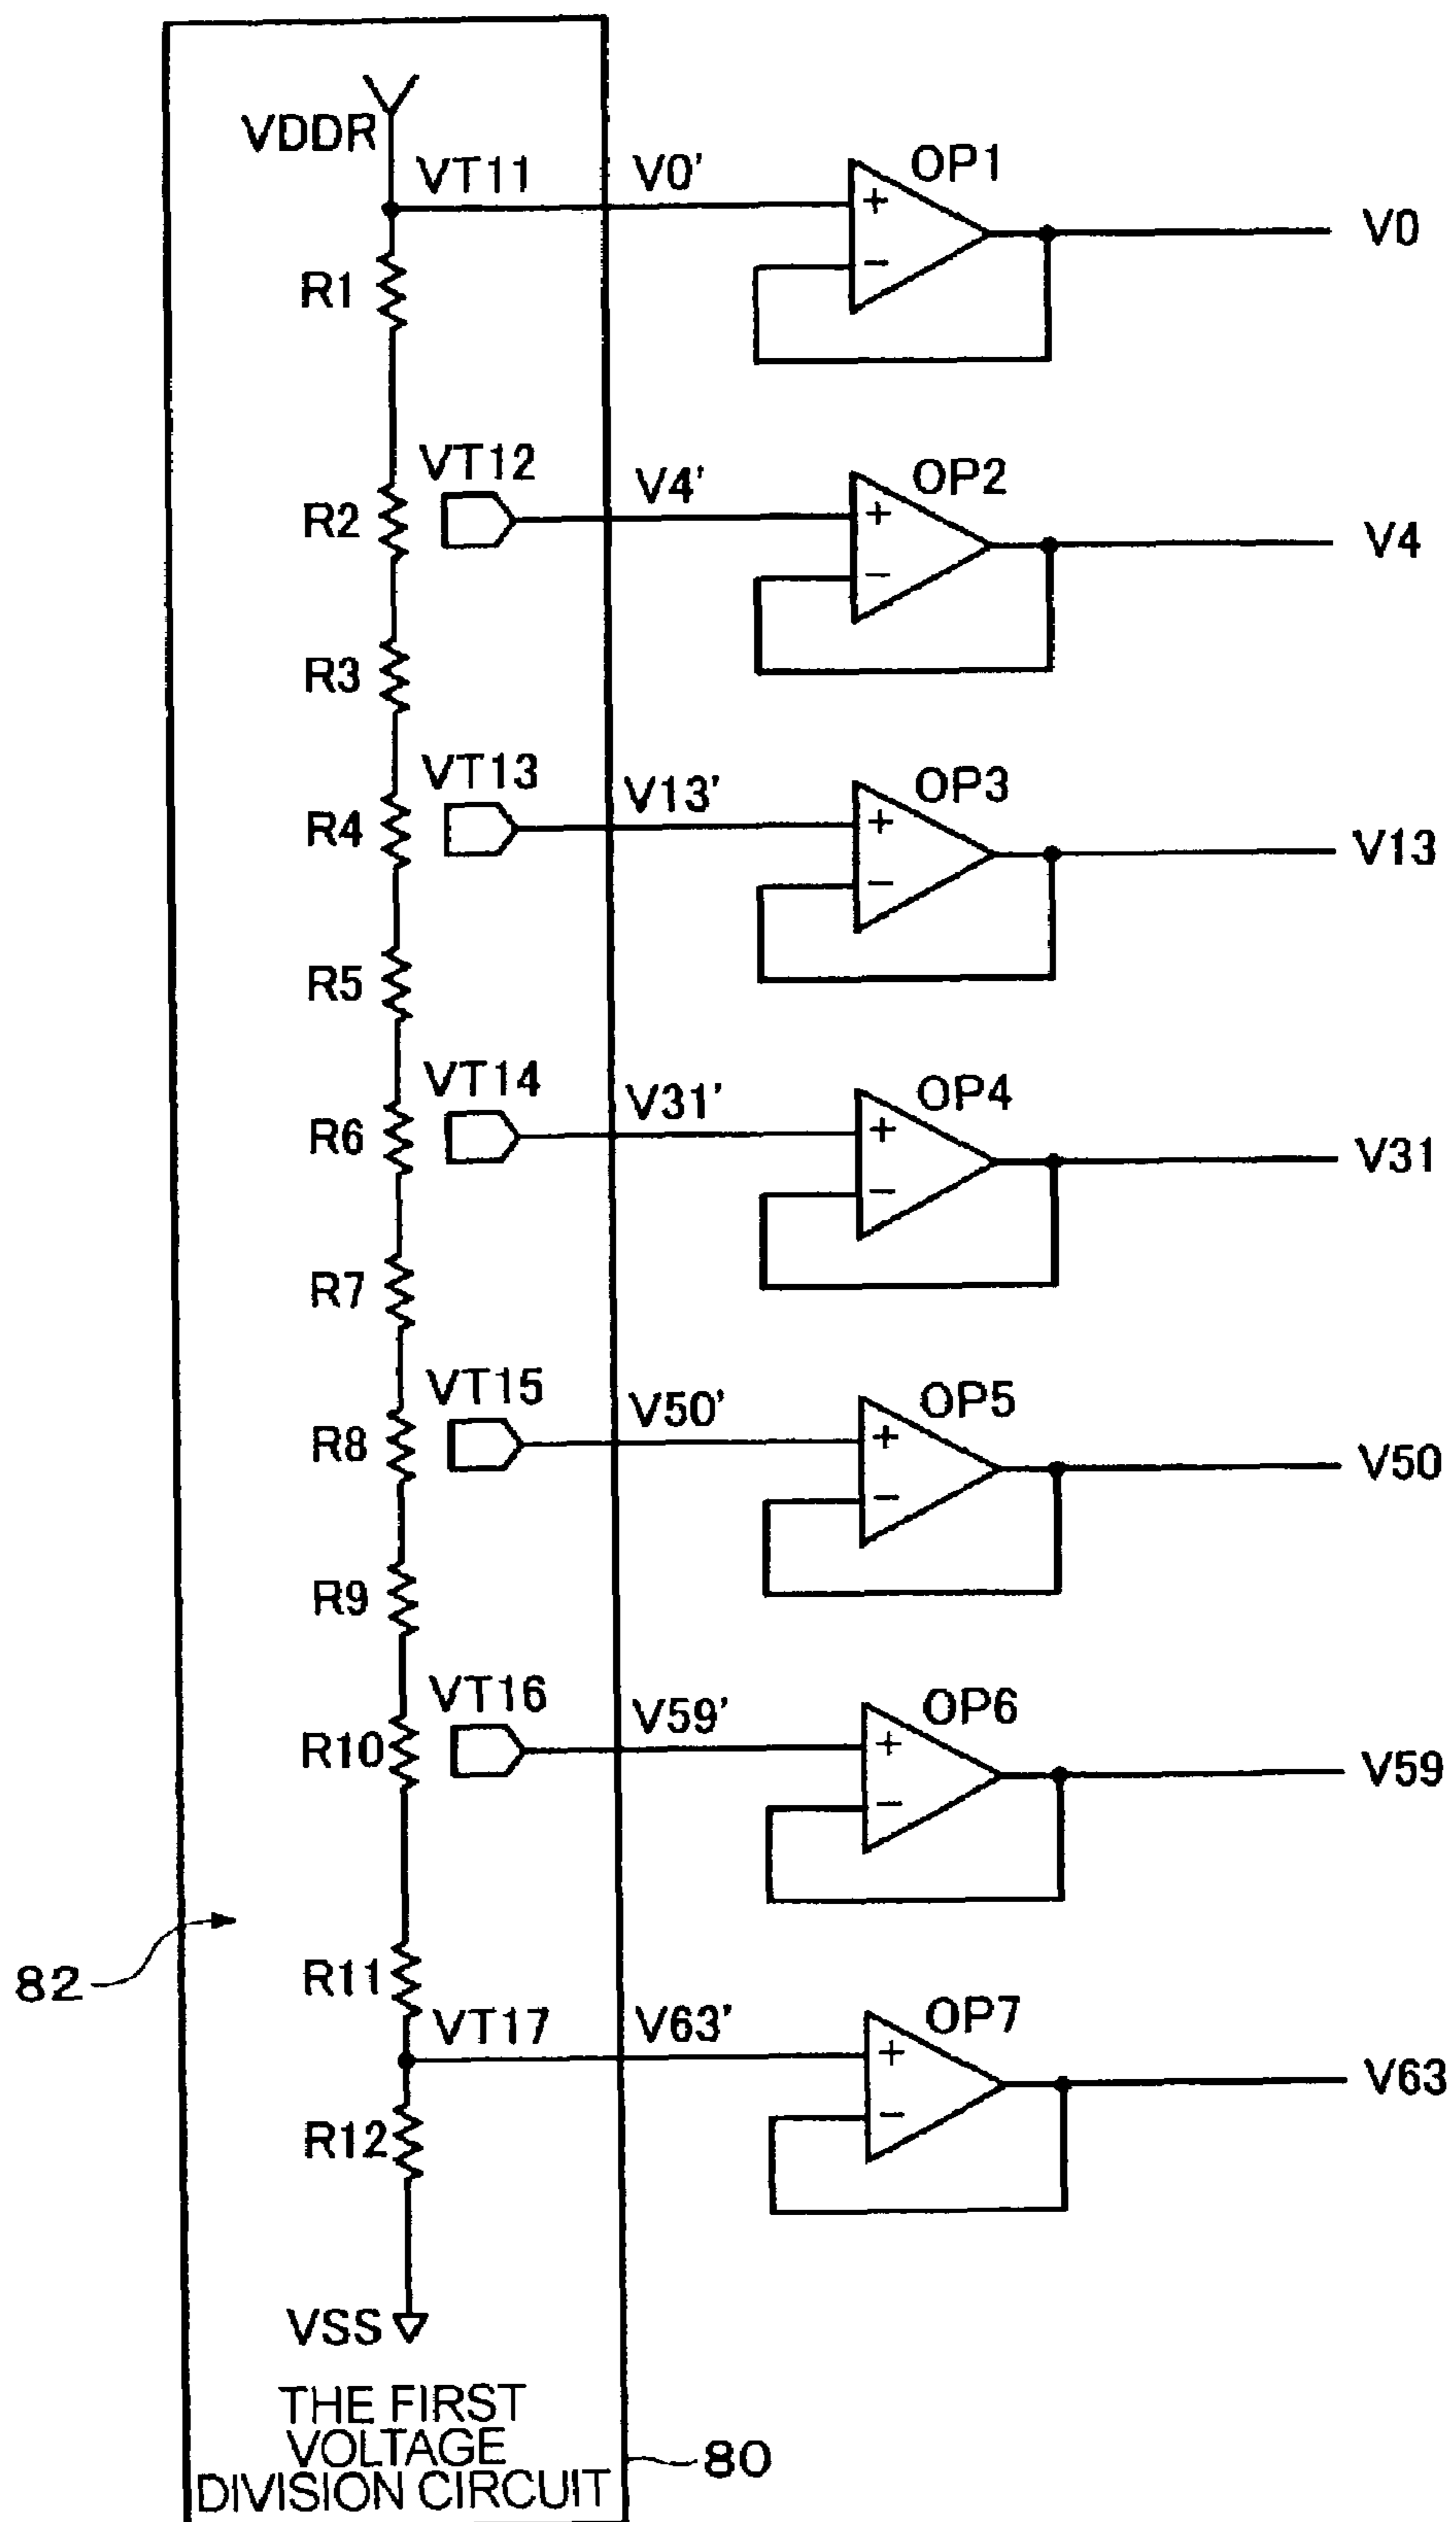 VDDR
VT11 V0' + OP1 V0
R1 −
VT12 V4' OP2
R2 + V4
−
R3
VT13 V13' OP3
R4 + V13
−
R5
VT14 V31' OP4
R6 + V31
−
R7
VT15 V50' OP5
R8 + V50
−
R9
VT16 V59' OP6
R10 + V59
−
82 R11
VT17 V63' OP7
+ V63
R12 −
VSS
THE FIRST
VOLTAGE
DIVISION CIRCUIT
80